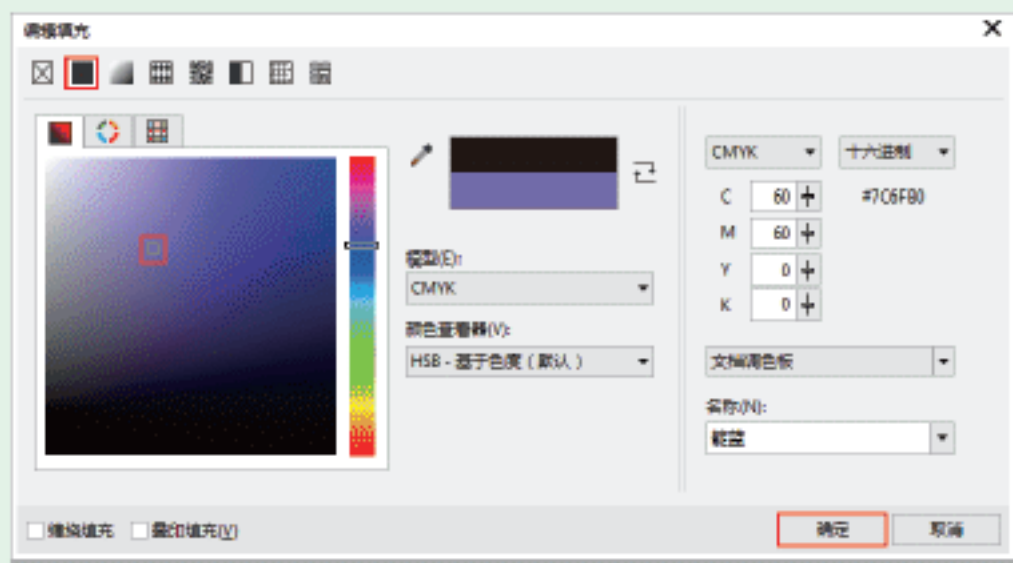 编辑填充
CMYK 十六进制
C 60 #7C6FB0
M 60
模型(E):
Y 0
CMYK
K 0
颜色查看器(V):
HSB - 基于色度 ( 默认 )
文档调色板
名称(N):
靛蓝
缠绕填充 叠印填充(V)
确定 取消